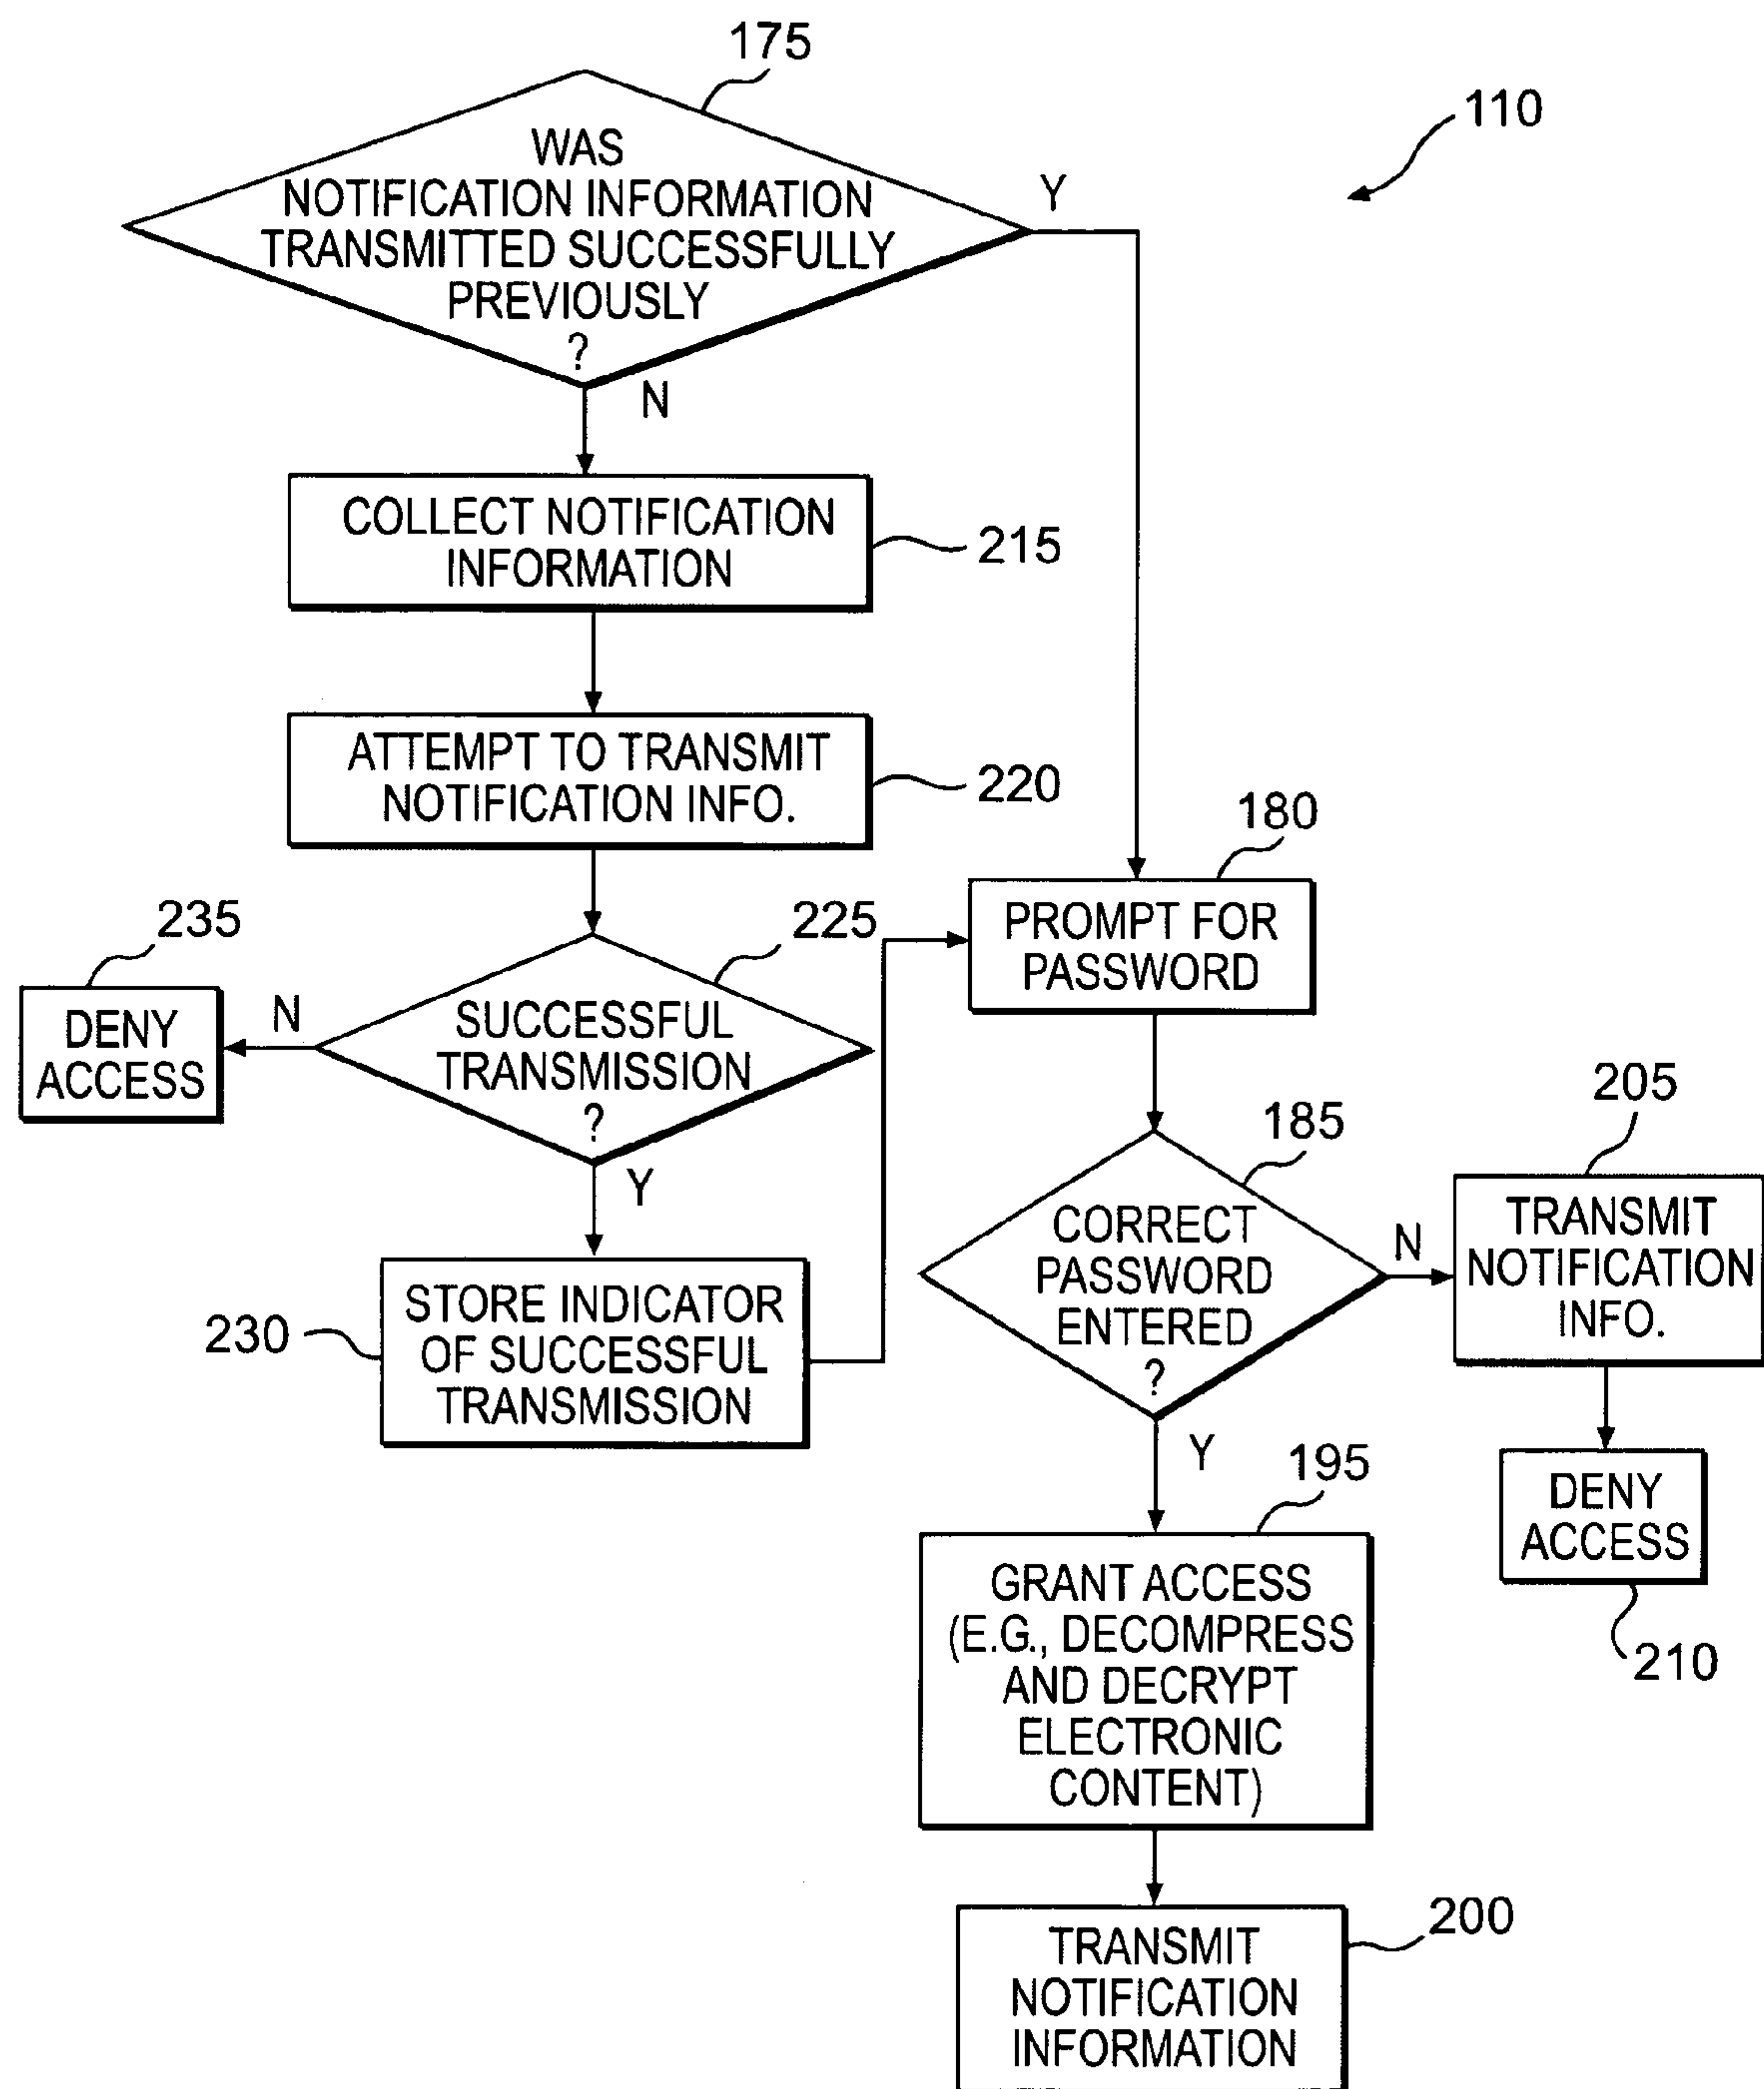 175
110
WAS
NOTIFICATION INFORMATION
TRANSMITTED SUCCESSFULLY
PREVIOUSLY
?
Y
N
COLLECT NOTIFICATION
INFORMATION
215
ATTEMPT TO TRANSMIT
NOTIFICATION INFO.
220
180
PROMPT FOR
PASSWORD
235
DENY
ACCESS
N
225
SUCCESSFUL
TRANSMISSION
?
Y
230
STORE INDICATOR
OF SUCCESSFUL
TRANSMISSION
185
CORRECT
PASSWORD
ENTERED
?
N
205
TRANSMIT
NOTIFICATION
INFO.
DENY
ACCESS
210
Y
195
GRANT ACCESS
(E.G., DECOMPRESS
AND DECRYPT
ELECTRONIC
CONTENT)
200
TRANSMIT
NOTIFICATION
INFORMATION